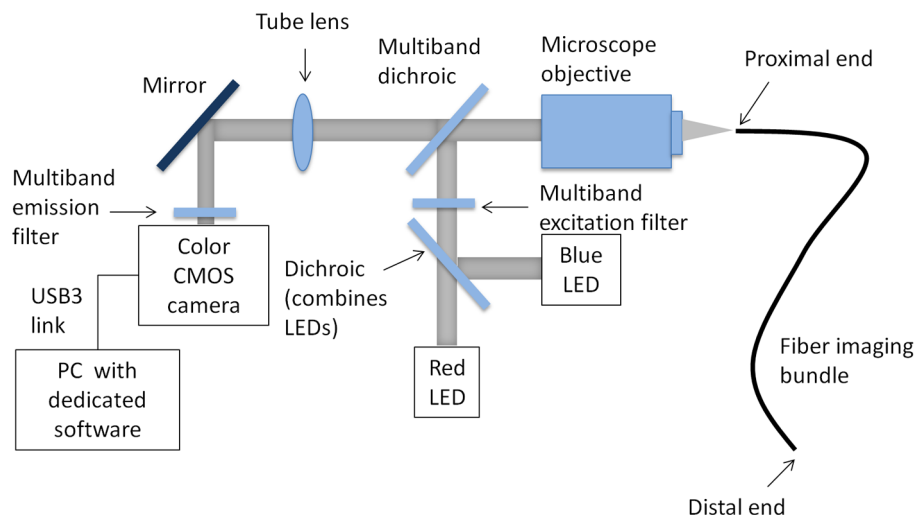 Tube lens
Multiband
dichroic
Microscope
objective
Proximal end
Mirror
Multiband
emission
filter
Multiband
excitation filter
Color
CMOS
camera
Dichroic
(combines
LEDs)
Blue
LED
USB3
link
PC with
dedicated
software
Red
LED
Fiber imaging
bundle
Distal end